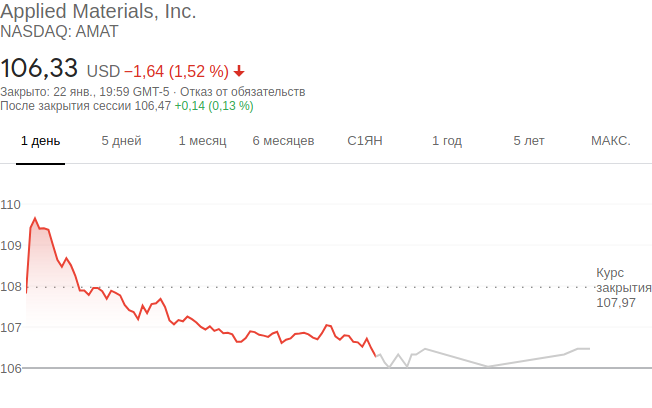 Applied Materials, Inc.
NASDAQ: AMAT
106,33 USD −1,64 (1,52 %)
Закрыто: 22 янв., 19:59 GMT-5 · Отказ от обязательств
После закрытия сессии 106,47 +0,14 (0,13 %)
1 день 5 дней 1 месяц 6 месяцев С1ЯН 1 год 5 лет МАКС.
110
109
108
107
106
Курс
закрытия
107,97